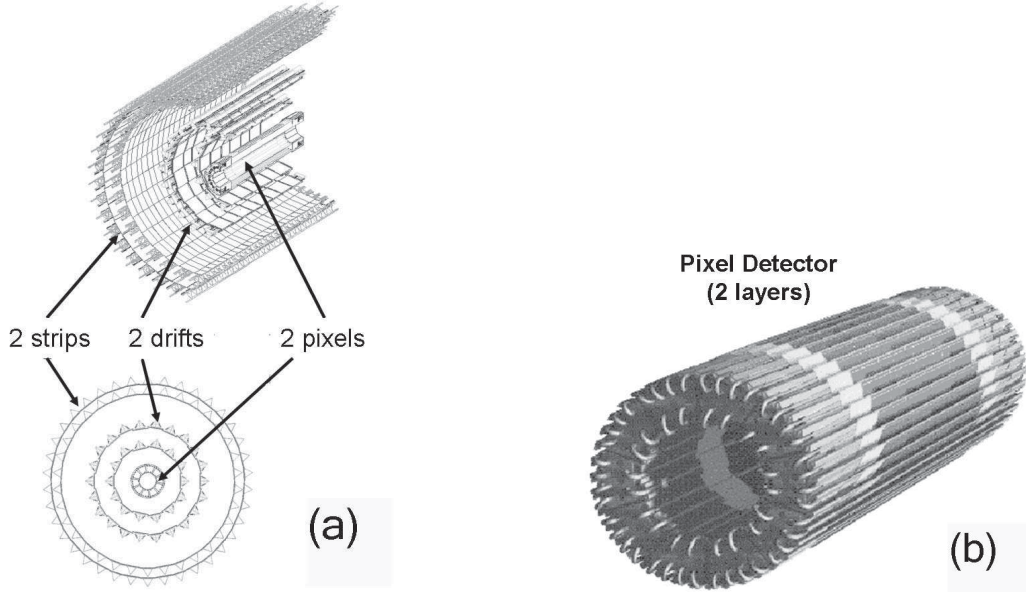 2 strips
2 drifts
2 pixels
(a)
Pixel Detector
(2 layers)
(b)